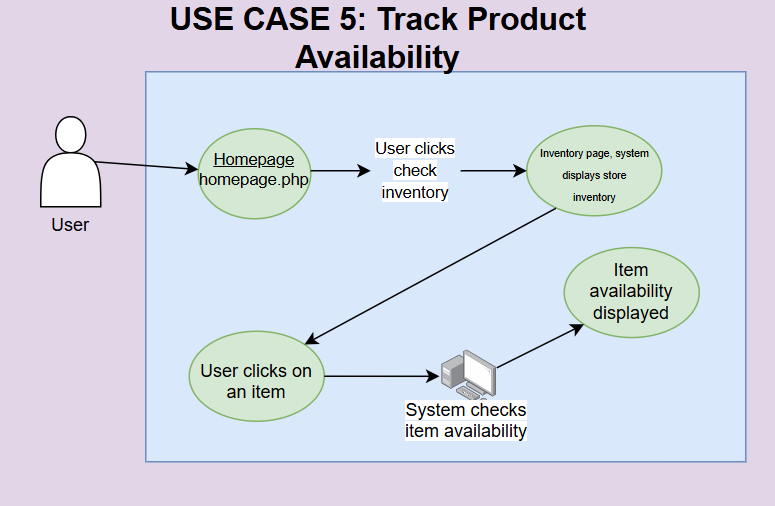 USE CASE 5: Track Product
Availability
User
Homepage
homepage.php
User clicks
check
inventory
Inventory page, system
displays store
inventory
User clicks on
an item
System checks
item availability
Item
availability
displayed